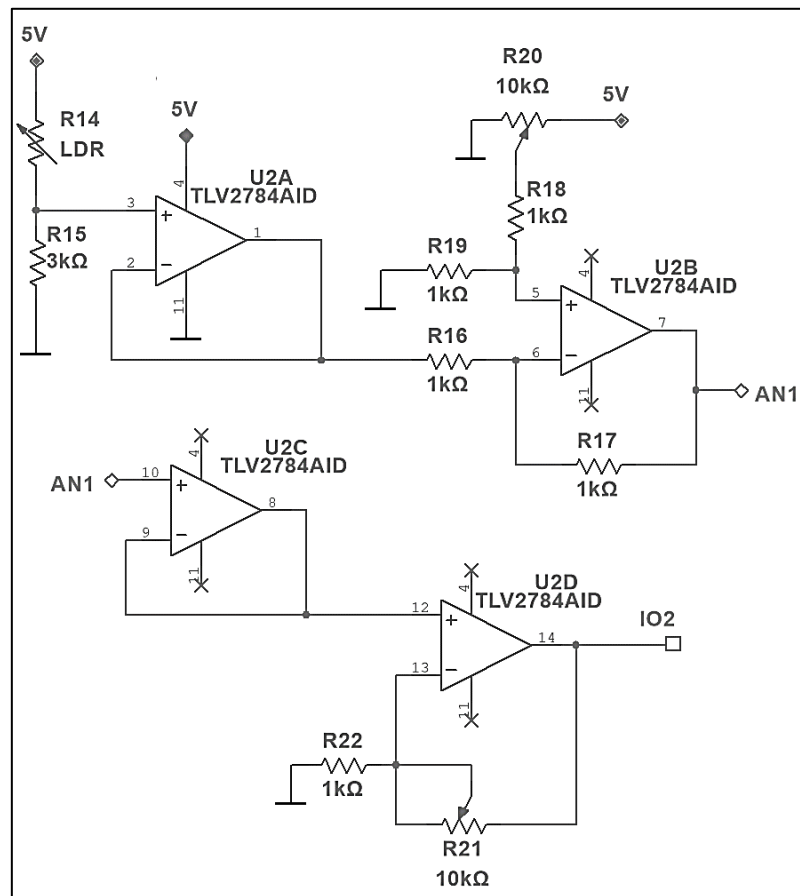 5V
R14
LDR
R15
3kΩ
5V
U2A
TLV2784AID
4
3
2
1
11
R20
10kΩ
5V
R18
1kΩ
R19
1kΩ
R16
1kΩ
U2B
TLV2784AID
4
5
6
7
11
AN1
R17
1kΩ
U2C
TLV2784AID
AN1
4
10
9
8
11
U2D
TLV2784AID
4
12
13
14
11
IO2
R22
1kΩ
R21
10kΩ